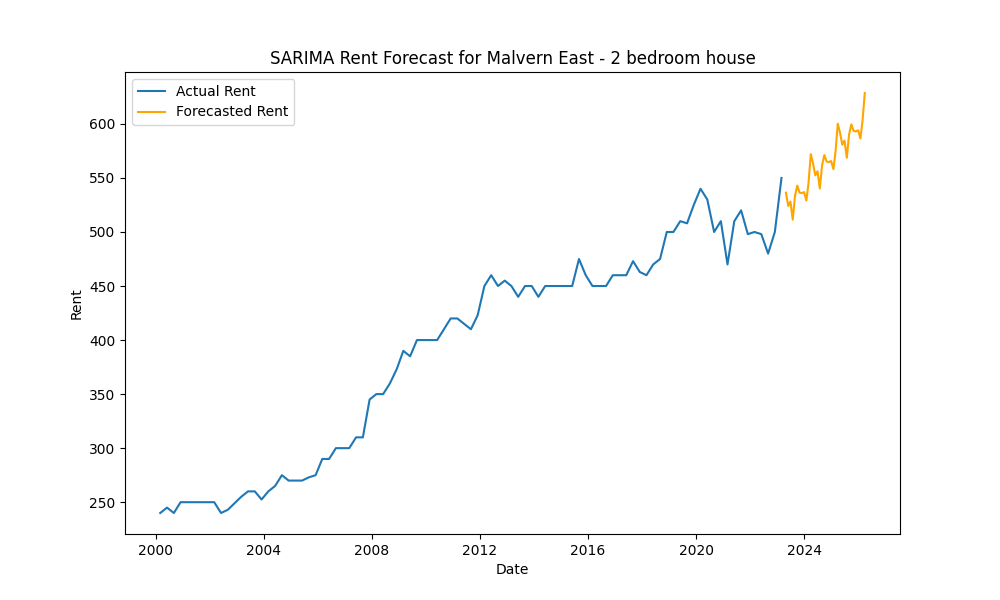 SARIMA Rent Forecast for Malvern East - 2 bedroom house
Actual Rent
Forecasted Rent
600
550
500
450
400
350
300
250
Rent
2000 2004 2008 2012 2016 2020 2024
Date